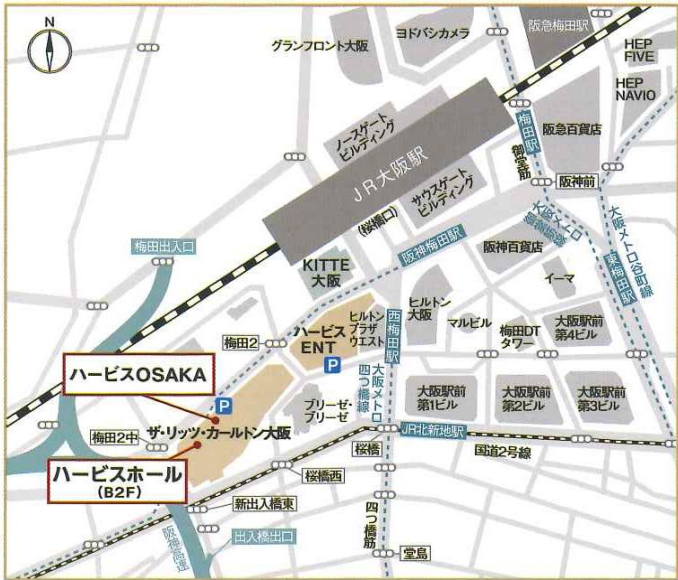 N
グランフロント大阪
ヨドバシカメラ
阪急梅田駅
HEP
FIVE
HEP
NAVIO
ノースゲート
ビルディング
JR大阪駅
サウスゲート
ビルディング
(桜橋口)
梅田駅
御堂筋
阪急百貨店
阪神前
大阪メトロ
大阪メトロ谷町線
東梅田駅
梅田出入口
KITTE
大阪
阪神梅田駅
阪神百貨店
イーマ
梅田2
ハービス
ENT
P
ヒルトン
プラザ
ウエスト
西梅田駅
大阪メトロ
四つ橋線
ヒルトン
大阪
マルビル
梅田DT
タワー
大阪駅前
第4ビル
ハービスOSAKA
P
ブリーゼ・
ブリーゼ
大阪駅前
第1ビル
大阪駅前
第2ビル
大阪駅前
第3ビル
梅田2中
ザ・リッツ・カールトン大阪
JR北新地駅
桜橋
国道2号線
ハービスホール
(B2F)
桜橋西
新出入橋東
阪神高速
出入橋出口
四つ橋筋
堂島